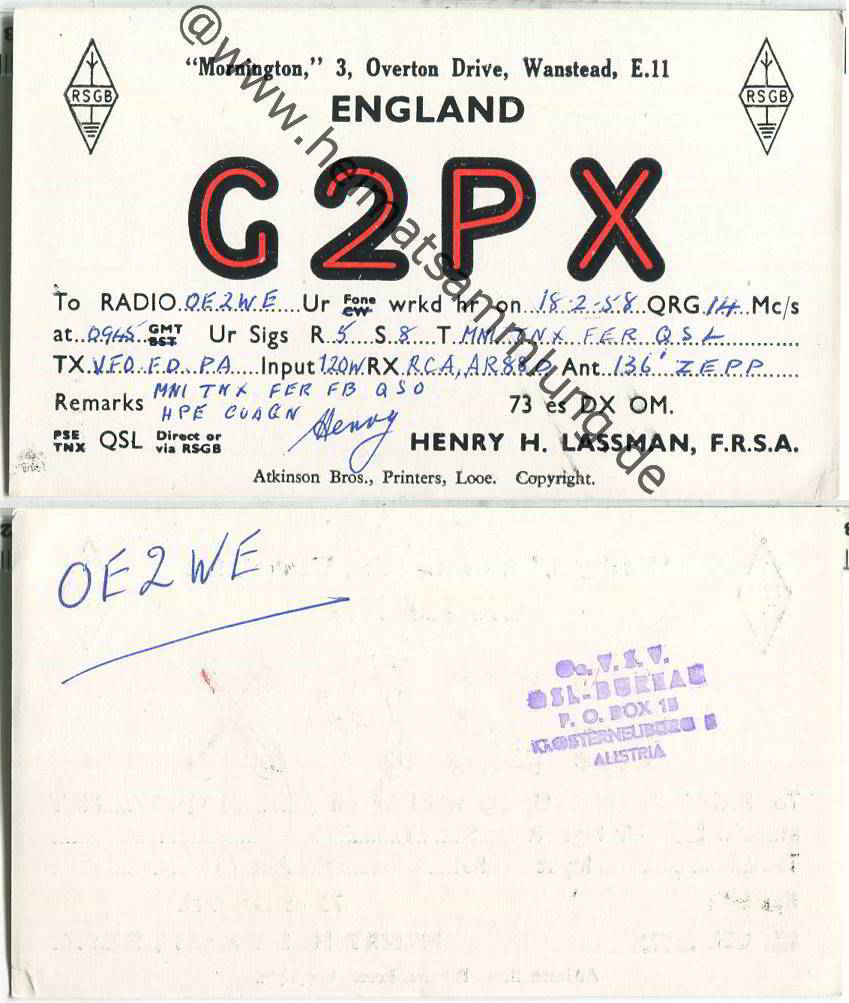 "Mornington," 3, Overton Drive, Wanstead, E.11
RSGB
ENGLAND
RSGB
G2PX
To RADIO OE2WE Ur Fone CW wrkd hr on 18-2-58 QRG 14 Mc/s
at 0945 GMT BST Ur Sigs R 5 S 8 T MNI TNX FER QSL
TX VFO FD. PA Input 120W RX RCA, AR88D Ant. 136' ZEPP
Remarks MNI TNX FER FB QSO
HPE CUAGN
73 es DX OM.
Henry
PSE TNX QSL Direct or via RSGB HENRY H. LASSMAN, F.R.S.A.
Atkinson Bros., Printers, Looe. Copyright.
@www.heimatsammlung.de
OE2WE
Oe. V. S. V.
QSL-BUREAU
P. O. BOX 15
KLOSTERNEUBURG
AUSTRIA